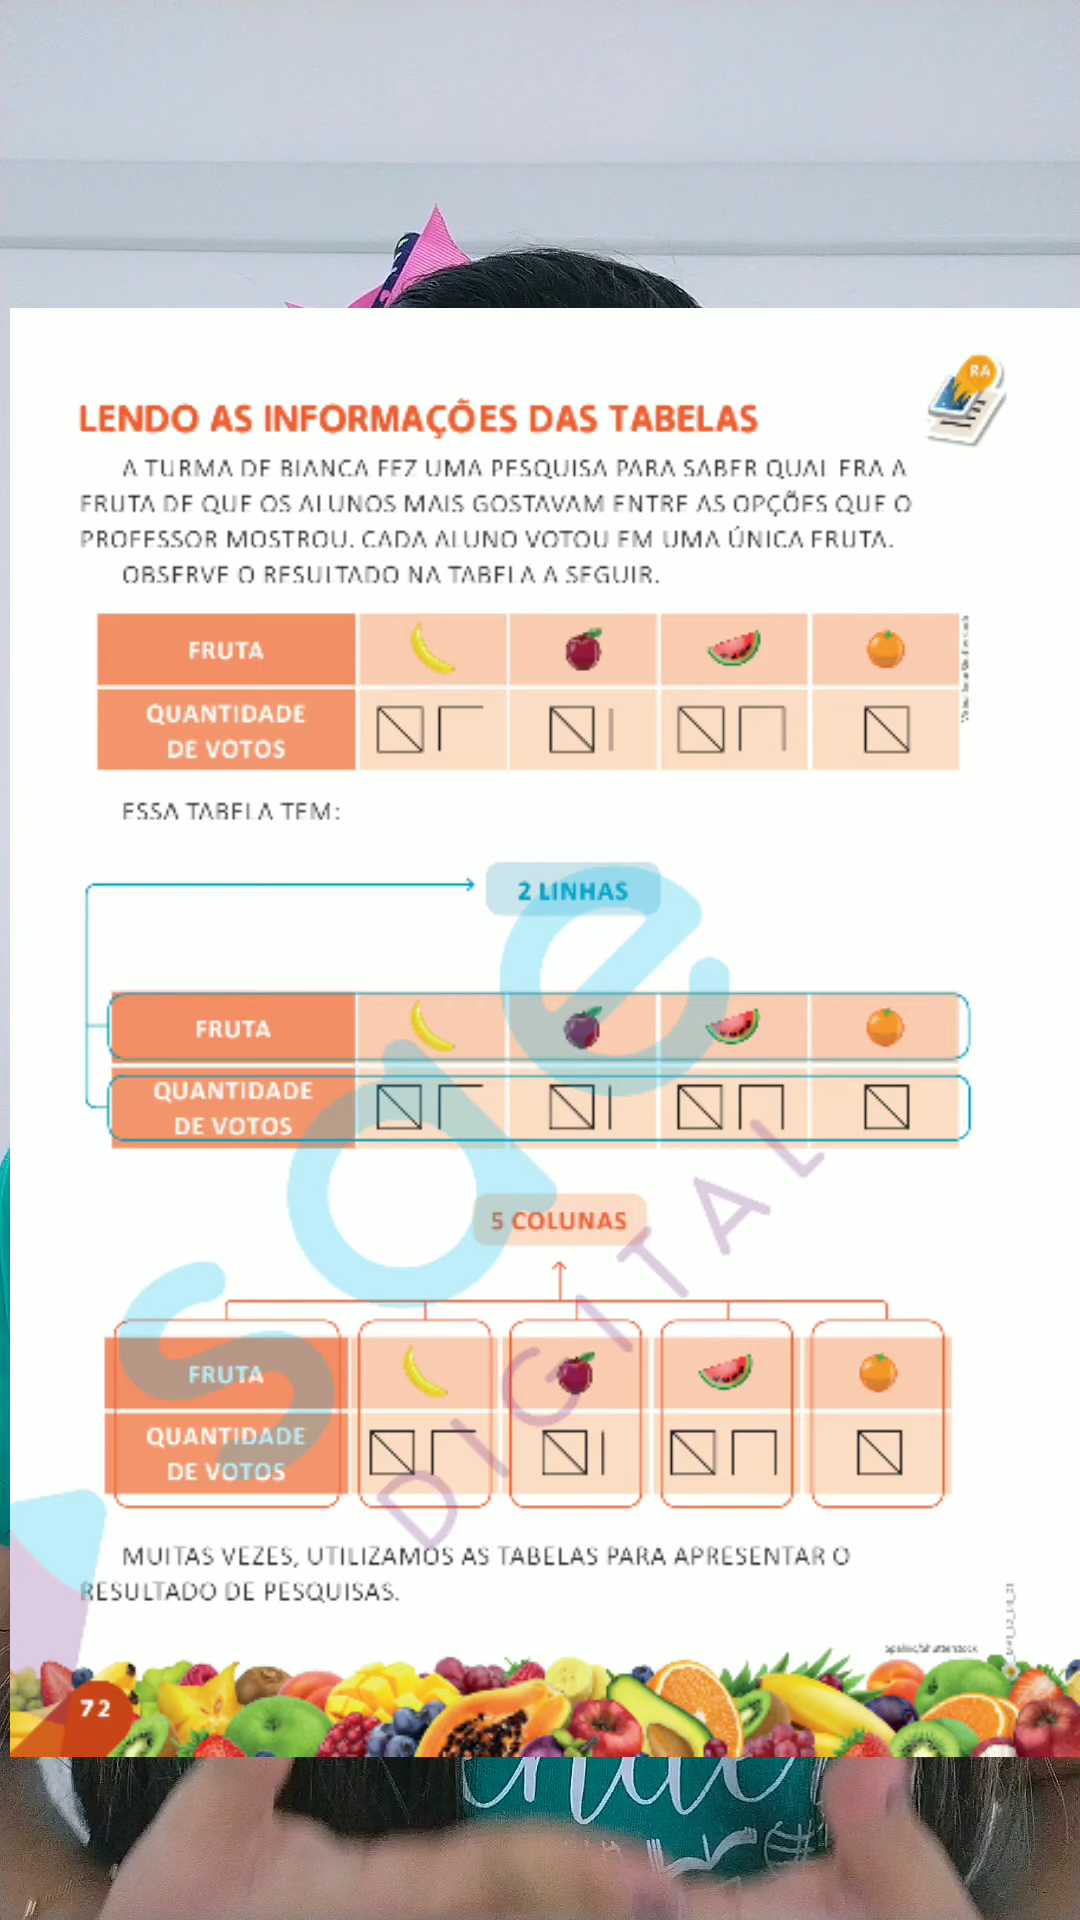 RA
LENDO AS INFORMAÇÕES DAS TABELAS
A TURMA DE BIANCA FEZ UMA PESQUISA PARA SABER QUAL ERA A
FRUTA DE QUE OS ALUNOS MAIS GOSTAVAM ENTRE AS OPÇÕES QUE O
PROFESSOR MOSTROU. CADA ALUNO VOTOU EM UMA ÚNICA FRUTA.
OBSERVE O RESULTADO NA TABELA A SEGUIR.
FRUTA
QUANTIDADE
DE VOTOS
ESSA TABELA TEM:
2 LINHAS
FRUTA
QUANTIDADE
DE VOTOS
5 COLUNAS
FRUTA
QUANTIDADE
DE VOTOS
sae
DIGITAL
MUITAS VEZES, UTILIZAMOS AS TABELAS PARA APRESENTAR O
RESULTADO DE PESQUISAS.
72